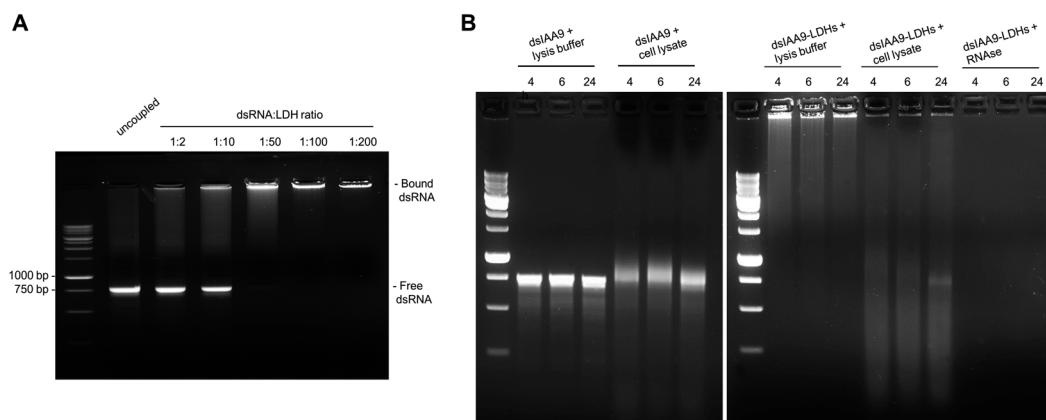 A
uncoupled
dsRNA:LDH ratio
1:2 1:10 1:50 1:100 1:200
- Bound
dsRNA
1000 bp
750 bp
- Free
dsRNA
B
dsIAA9 +
lysis buffer
dsIAA9 +
cell lysate
4 6 24 4 6 24
h
dsIAA9-LDHs +
lysis buffer
dsIAA9-LDHs +
cell lysate
dsIAA9-LDHs +
RNAse
4 6 24 4 6 24 4 6 24